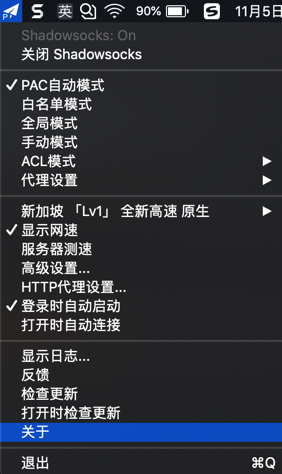 P↑ S 英 90% S 11月5日
Shadowsocks: On
关闭 Shadowsocks
PAC自动模式
白名单模式
全局模式
手动模式
ACL模式
代理设置
新加坡 「Lv1」 全新高速 原生
显示网速
服务器测速
高级设置...
HTTP代理设置...
登录时自动启动
打开时自动连接
显示日志...
反馈
检查更新
打开时检查更新
关于
退出 ⌘Q